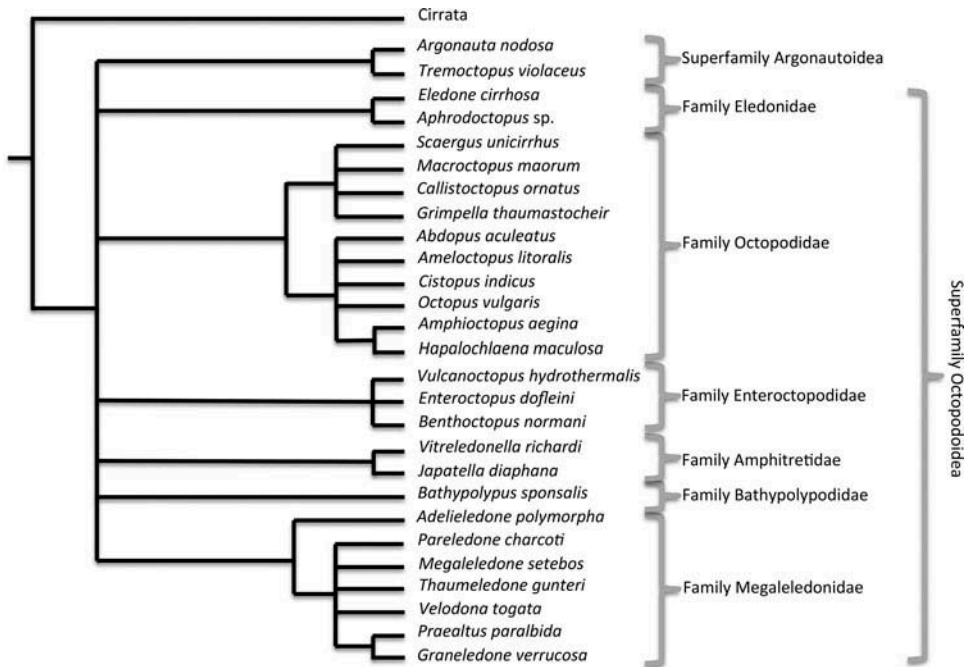 Cirrata
Argonauta nodosa
Tremoctopus violaceus
Superfamily Argonautoidea
Eledone cirrhosa
Aphrodoctopus sp.
Family Eledonidae
Scaergus unicirrhus
Macroctopus maorum
Callistoctopus ornatus
Grimpella thaumastocheir
Abdopus aculeatus
Ameloctopus litoralis
Cistopus indicus
Octopus vulgaris
Amphioctopus aegina
Hapalochlaena maculosa
Family Octopodidae
Vulcanoctopus hydrothermalis
Enteroctopus dofleini
Benthoctopus normani
Family Enteroctopodidae
Vitreledonella richardi
Japatella diaphana
Family Amphitretidae
Bathypolypus sponsalis
Family Bathypolypodidae
Adelieledone polymorpha
Pareledone charcoti
Megaleledone setebos
Thaumeledone gunteri
Velodona togata
Praealtus paralbida
Graneledone verrucosa
Family Megaleledonidae
Superfamily Octopodoidea